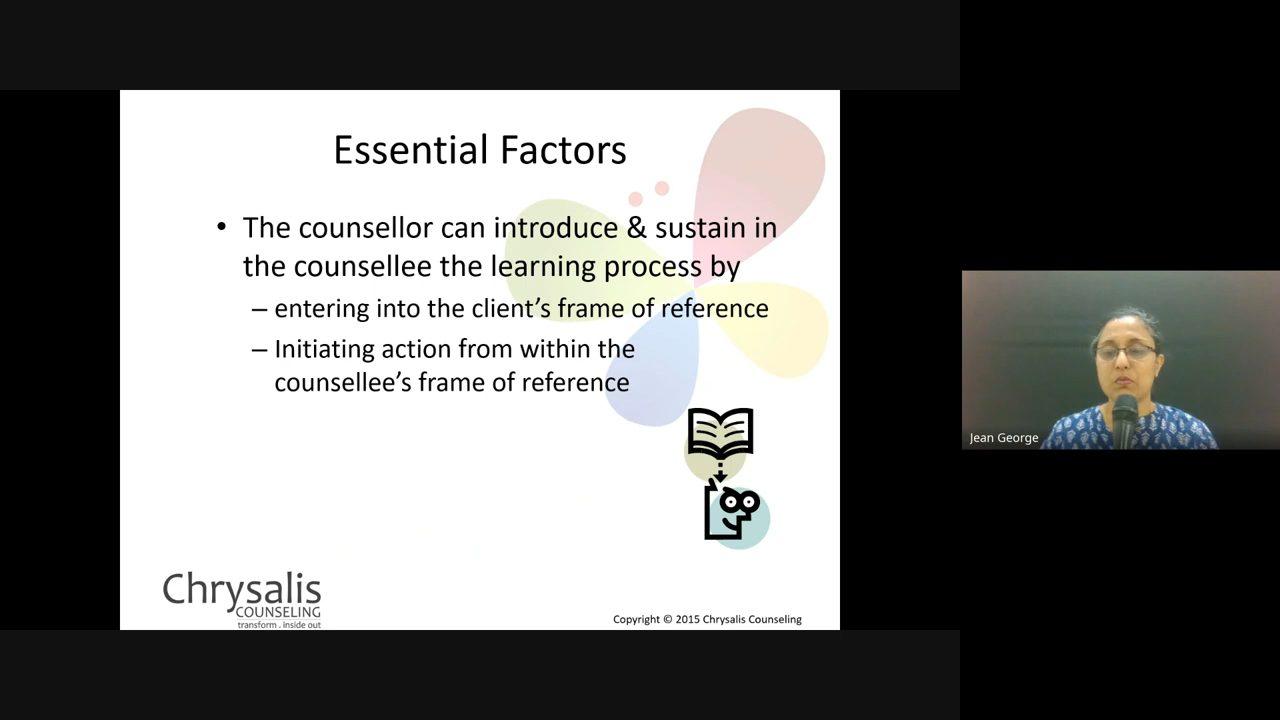 Essential Factors
• The counsellor can introduce & sustain in
the counsellee the learning process by
– entering into the client’s frame of reference
– Initiating action from within the
counsellee’s frame of reference
Jean George
Chrysalis
COUNSELING
transform . inside out
Copyright © 2015 Chrysalis Counseling